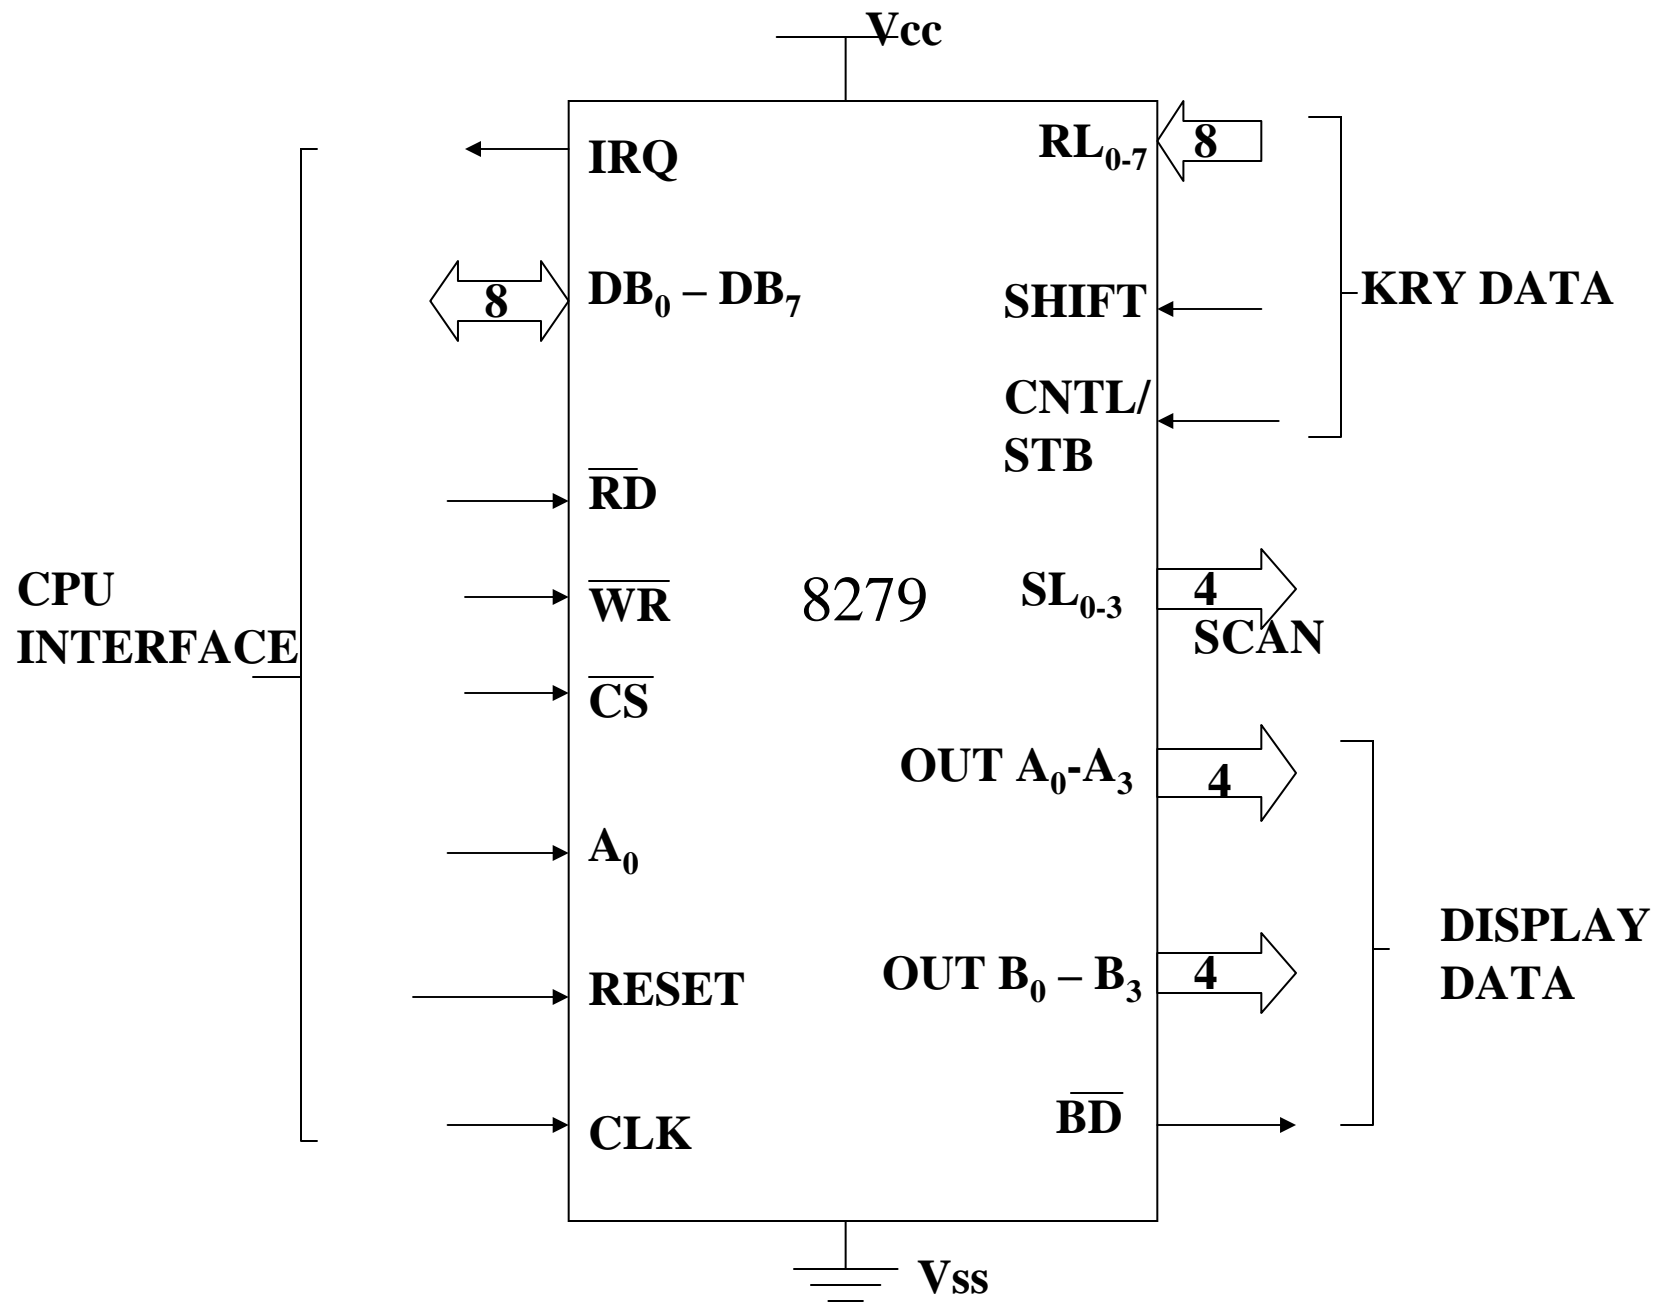 Vcc
IRQ
RL0-7
8
DB0 – DB7
8
SHIFT
KRY DATA
CNTL/
STB
RD
CPU
INTERFACE
WR
8279
SL0-3
4
SCAN
CS
OUT A0-A3
4
A0
DISPLAY
DATA
RESET
OUT B0 – B3
4
CLK
BD
Vss